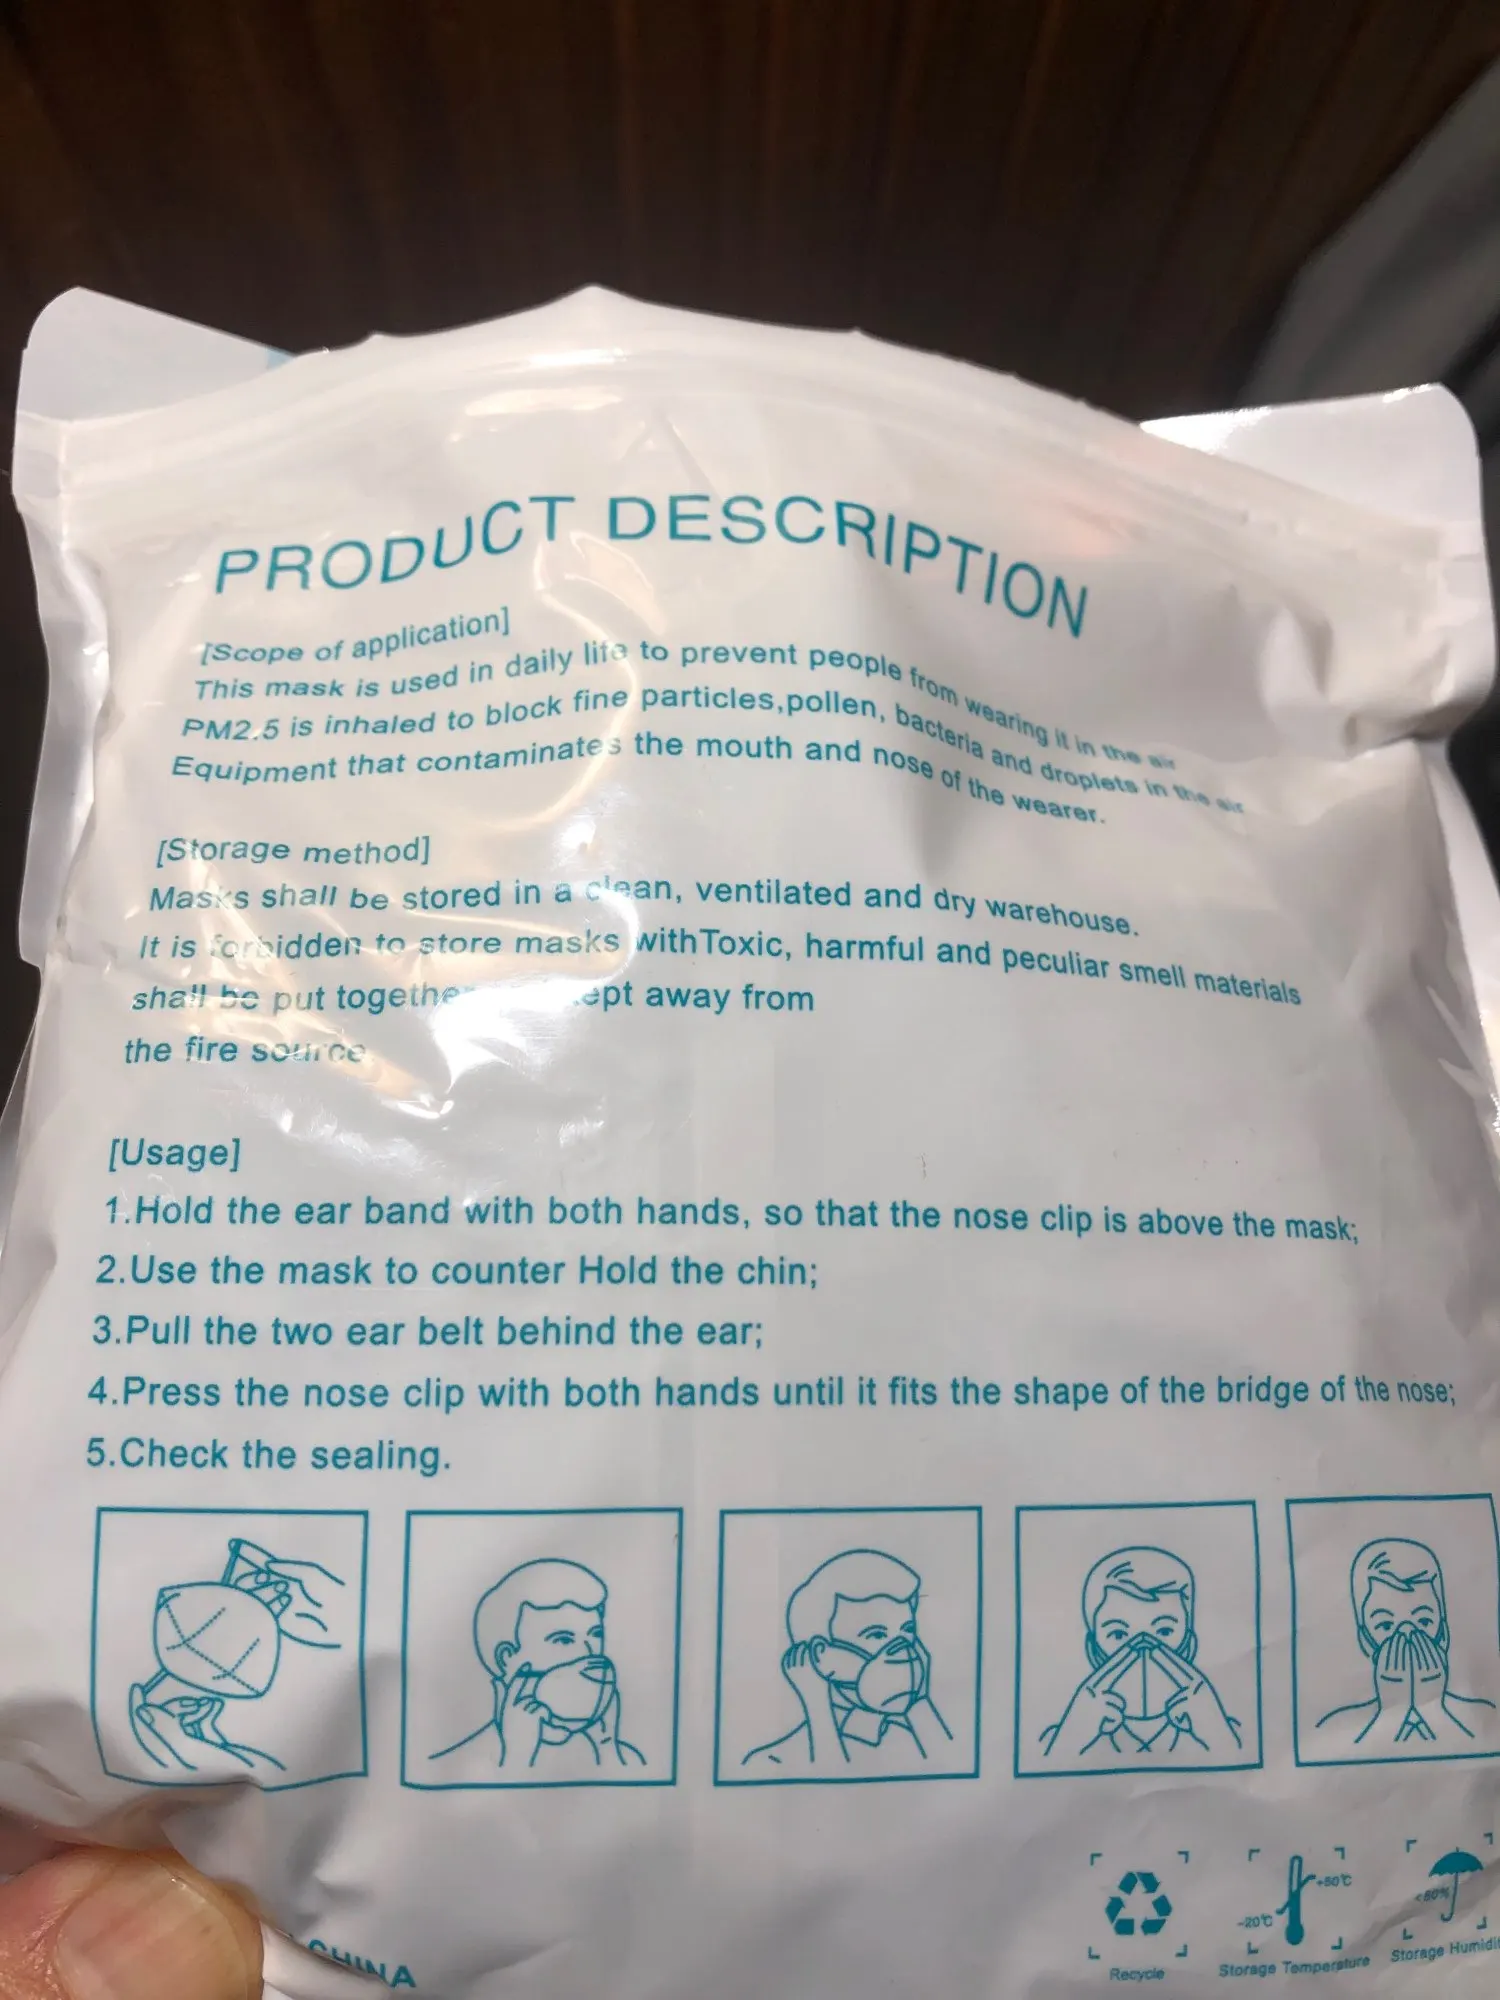 PRODUCT DESCRIPTION
[Scope of application]
This mask is used in daily life to prevent people from wearing it in the air
PM2.5 is inhaled to block fine particles,pollen, bacteria and droplets in the air
Equipment that contaminates the mouth and nose of the wearer.
[Storage method]
Masks shall be stored in a clean, ventilated and dry warehouse.
It is forbidden to store masks withToxic, harmful and peculiar smell materials
shall be put together kept away from
the fire source
[Usage]
1.Hold the ear band with both hands, so that the nose clip is above the mask;
2.Use the mask to counter Hold the chin;
3.Pull the two ear belt behind the ear;
4.Press the nose clip with both hands until it fits the shape of the bridge of the nose;
5.Check the sealing.
-20℃
<80%
Recycle
Storage Temperature
Storage Humidit
CHINA